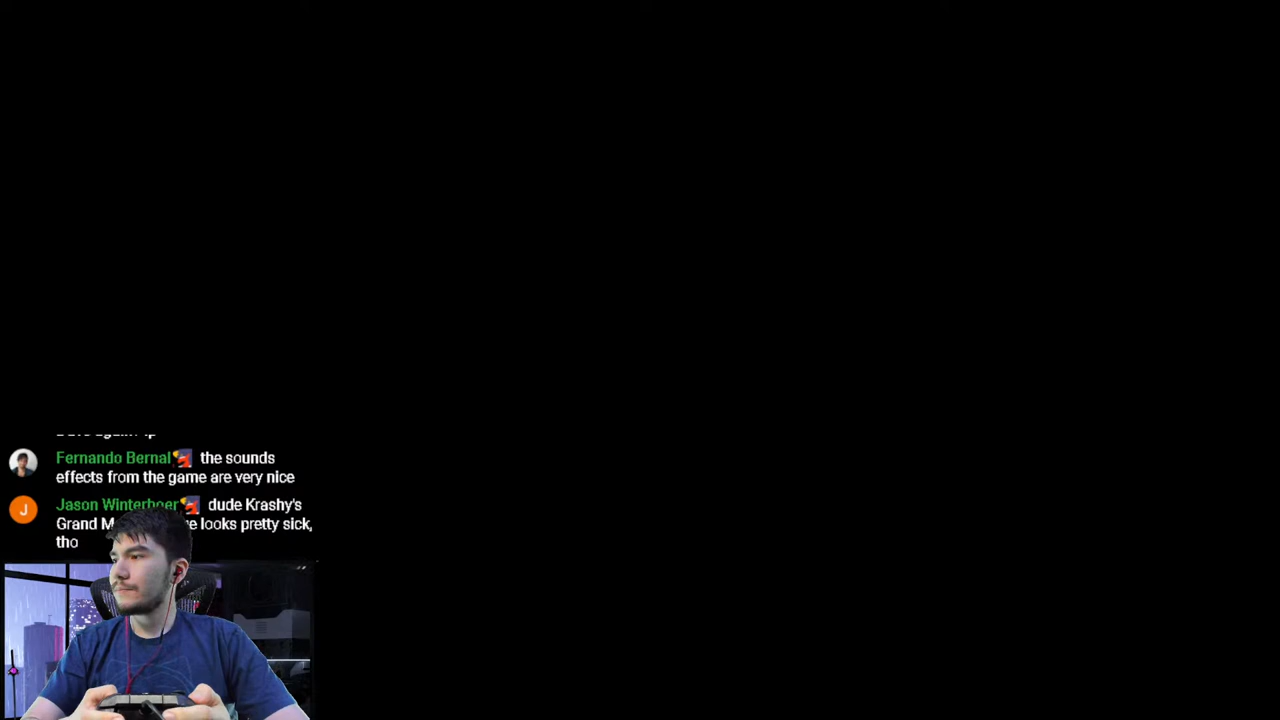 Fernando Bernal the sounds
effects from the game are very nice
Jason Winterhoer dude Krashy's
Grand looks pretty sick,
tho
J